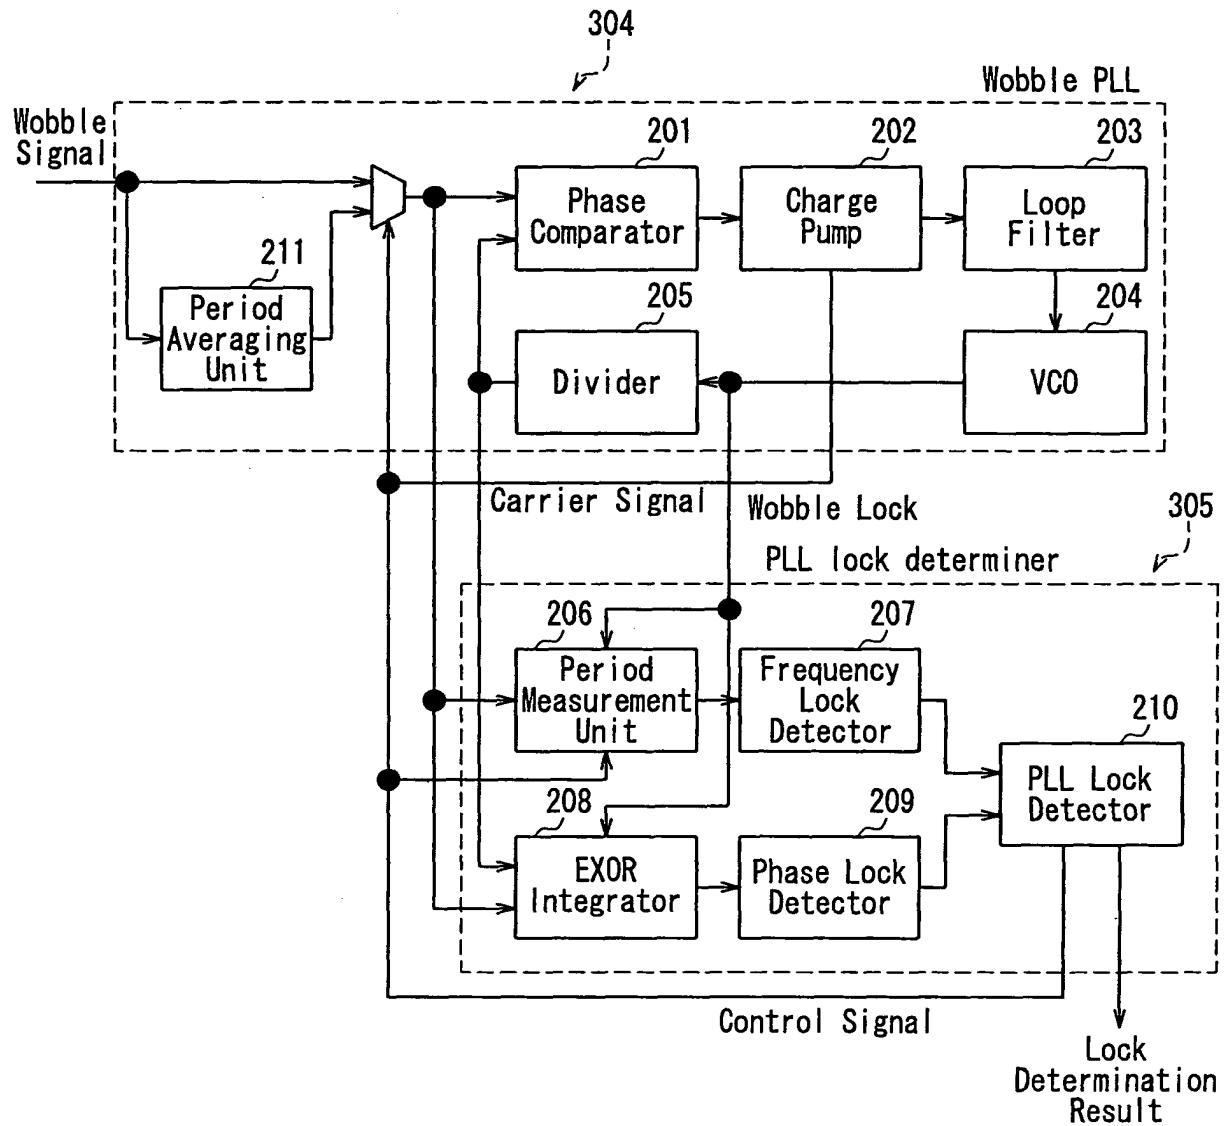 304
Wobble PLL
Wobble
Signal
201
202
203
Phase
Comparator
Charge
Pump
Loop
Filter
211
Period
Averaging
Unit
205
204
Divider
VCO
Carrier Signal
Wobble Lock
305
PLL lock determiner
206
207
Period
Measurement
Unit
Frequency
Lock
Detector
210
PLL Lock
Detector
208
209
EXOR
Integrator
Phase Lock
Detector
Control Signal
Lock
Determination
Result